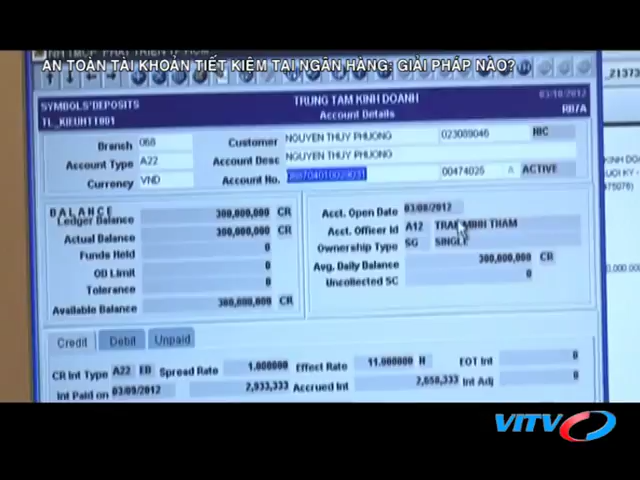 AN TOÀN TÀI KHOẢN TIẾT KIỆM TẠI NGÂN HÀNG: GIẢI PHÁP NÀO?
_21373
SYMBOLS*DEPOSITS TRUNG TAM KINH DOANH 03/10/2012
TL_KIEUHTT001 Account Details RB7A
Branch 068 Customer NGUYEN THUY PHUONG 023089046 NIC
Account Type A22 Account Desc NGUYEN THUY PHUONG
Currency VND Account No. 00474025 A ACTIVE
BALANCE
Ledger Balance 300,000,000 CR
Actual Balance 300,000,000 CR
Funds Held 0
OD Limit 0
Tolerance 0
Available Balance 300,000,000 CR
Acct. Open Date 03/08/2012
Acct. Officer Id A12 MINH THAM
Ownership Type SG SINGLE
Avg. Daily Balance 300,000,000 CR
Uncollected SC 0
Credit Debit Unpaid
CR Int Type A22 EB Spread Rate 1.000000 Effect Rate 11.000000 EOT Int 0
Int Paid on 03/09/2012 2,933,333 Accrued Int Int Adj 0
VITV